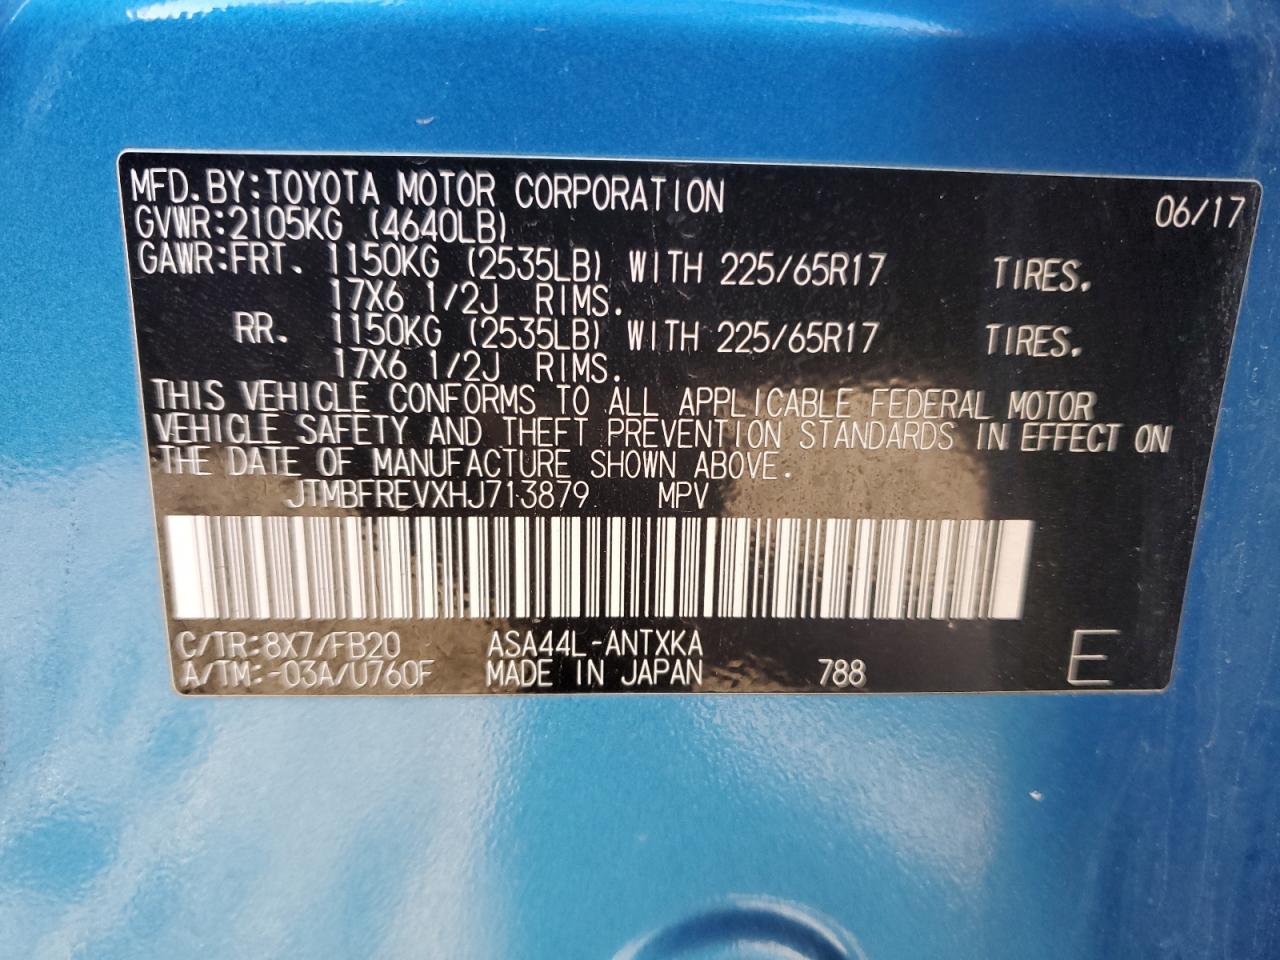 MFD.BY:TOYOTA MOTOR CORPORATION 06/17
GVWR:2105KG (4640LB)
GAWR:FRT. 1150KG (2535LB) WITH 225/65R17 TIRES.
17X6 1/2J RIMS.
RR. 1150KG (2535LB) WITH 225/65R17 TIRES.
17X6 1/2J RIMS.
THIS VEHICLE CONFORMS TO ALL APPLICABLE FEDERAL MOTOR
VEHICLE SAFETY AND THEFT PREVENTION STANDARDS IN EFFECT ON
THE DATE OF MANUFACTURE SHOWN ABOVE.
JTMBFREVXHJ713879 MPV
C/TR:8X7/FB20 ASA44L-ANTXKA
A/TM:-03A/U760F MADE IN JAPAN 788 E